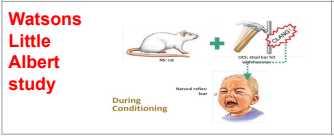 Watsons
Little
Albert
study
CLANG!
NS: rat
UCS: steel bar hit
with hammer
Natural reflex:
fear
During
Conditioning